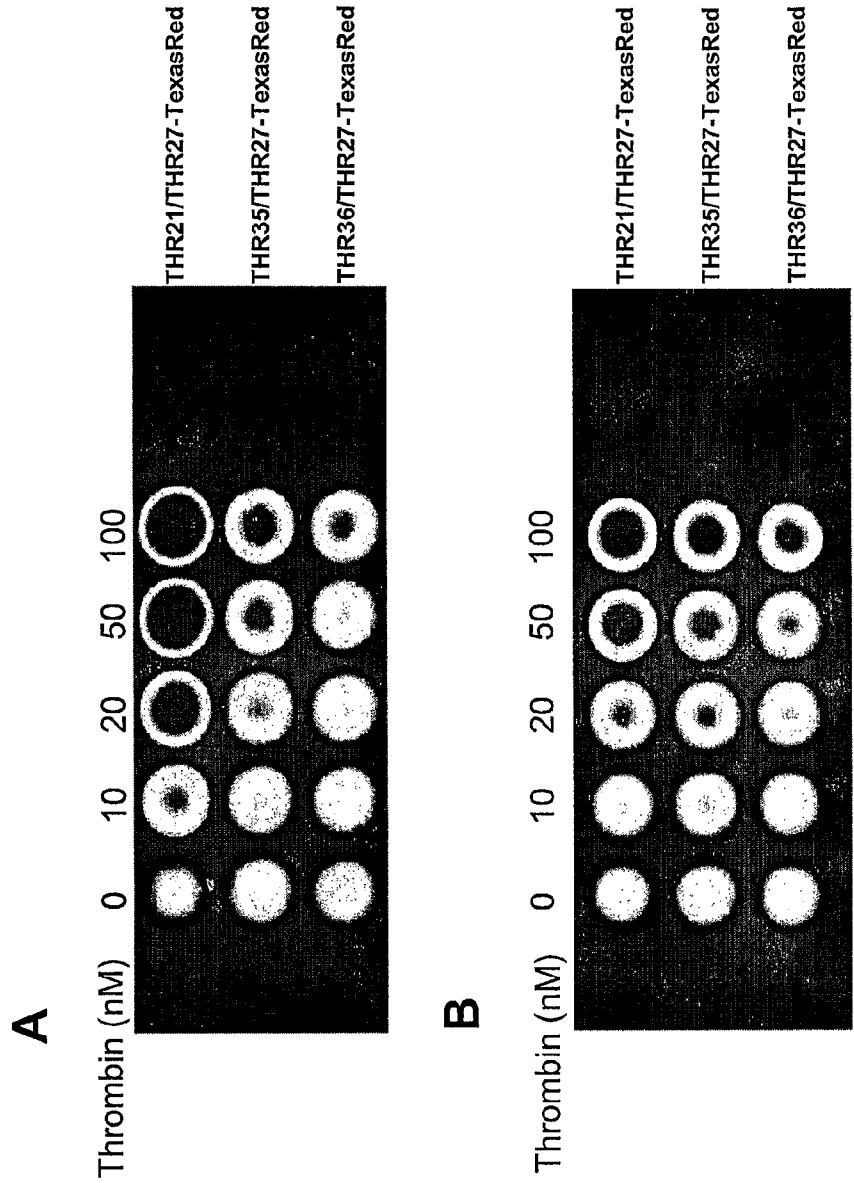 A
Thrombin (nM) 0 10 20 50 100
THR21/THR27-TexasRed
THR35/THR27-TexasRed
THR36/THR27-TexasRed
B
Thrombin (nM) 0 10 20 50 100
THR21/THR27-TexasRed
THR35/THR27-TexasRed
THR36/THR27-TexasRed